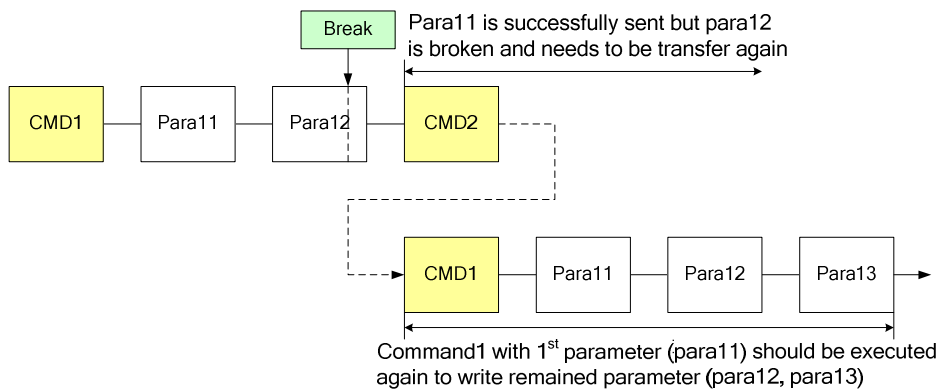 Break
Para11 is successfully sent but para12
is broken and needs to be transfer again
CMD1
Para11
Para12
CMD2
CMD1
Para11
Para12
Para13
Command1 with 1st parameter (para11) should be executed
again to write remained parameter (para12, para13)